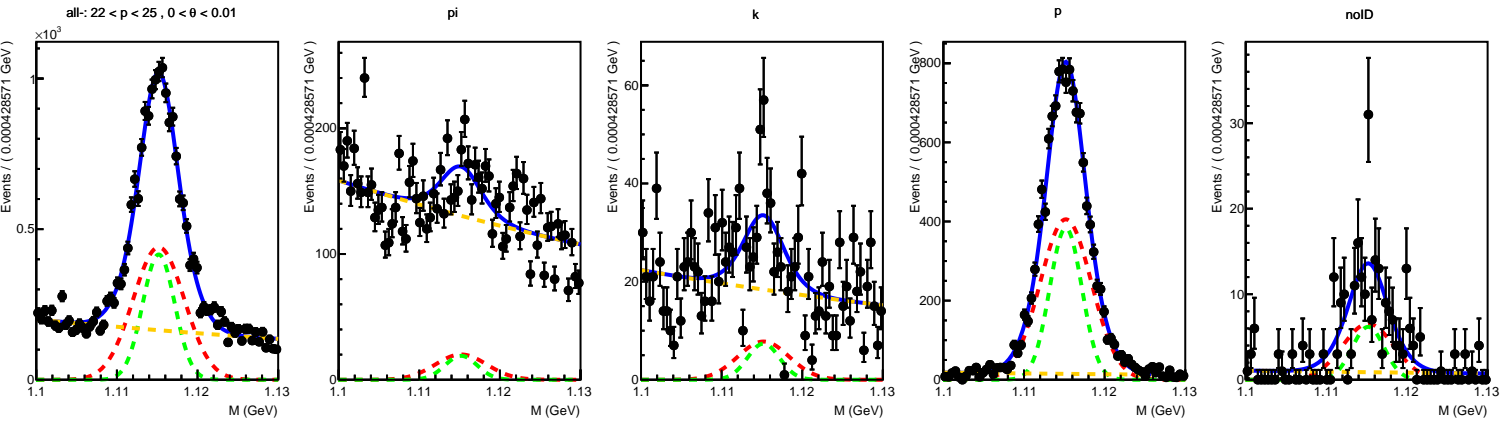 all-: 22 < p < 25 , 0 < θ < 0.01
×10³
Events / ( 0.000428571 GeV )
1
0.5
0
1.1 1.11 1.12 1.13
M (GeV)
pi
Events / ( 0.000428571 GeV )
200
100
0
1.1 1.11 1.12 1.13
M (GeV)
k
Events / ( 0.000428571 GeV )
60
40
20
0
1.1 1.11 1.12 1.13
M (GeV)
p
Events / ( 0.000428571 GeV )
800
600
400
200
0
1.1 1.11 1.12 1.13
M (GeV)
noID
Events / ( 0.000428571 GeV )
30
20
10
0
1.1 1.11 1.12 1.13
M (GeV)